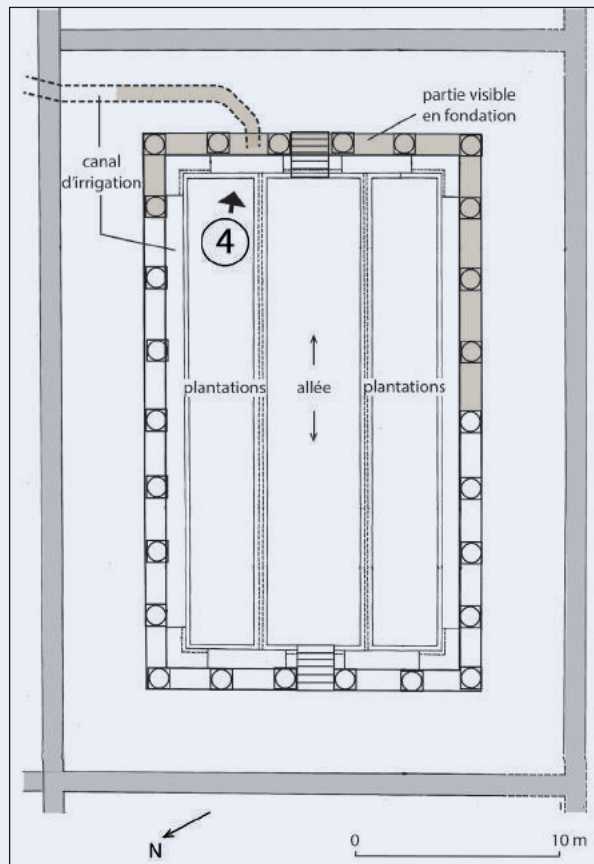 partie visible
en fondation
canal
d'irrigation
4
plantations
allée
plantations
N
0
10 m